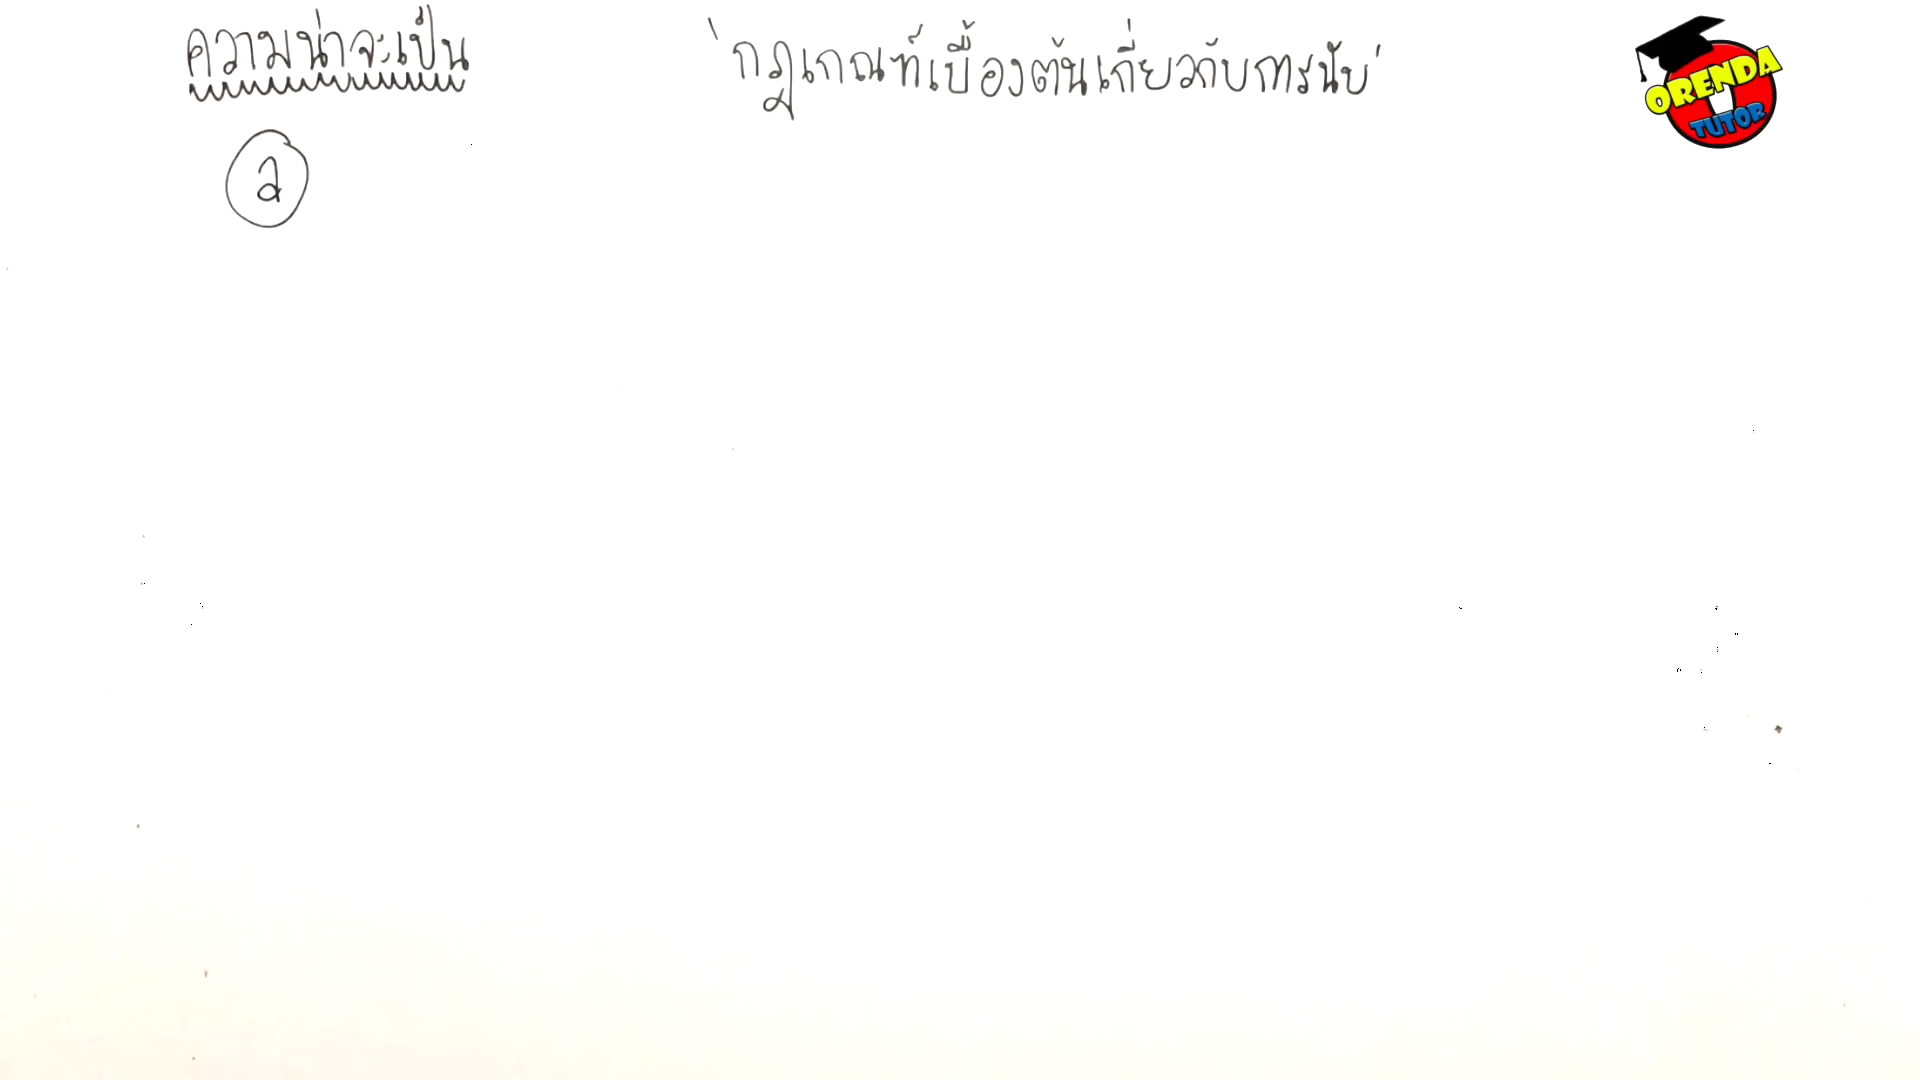 ความน่าจะเป็น
'กฎเกณฑ์เบื้องต้นเกี่ยวกับการนับ'
ORENDA
TUTOR
2